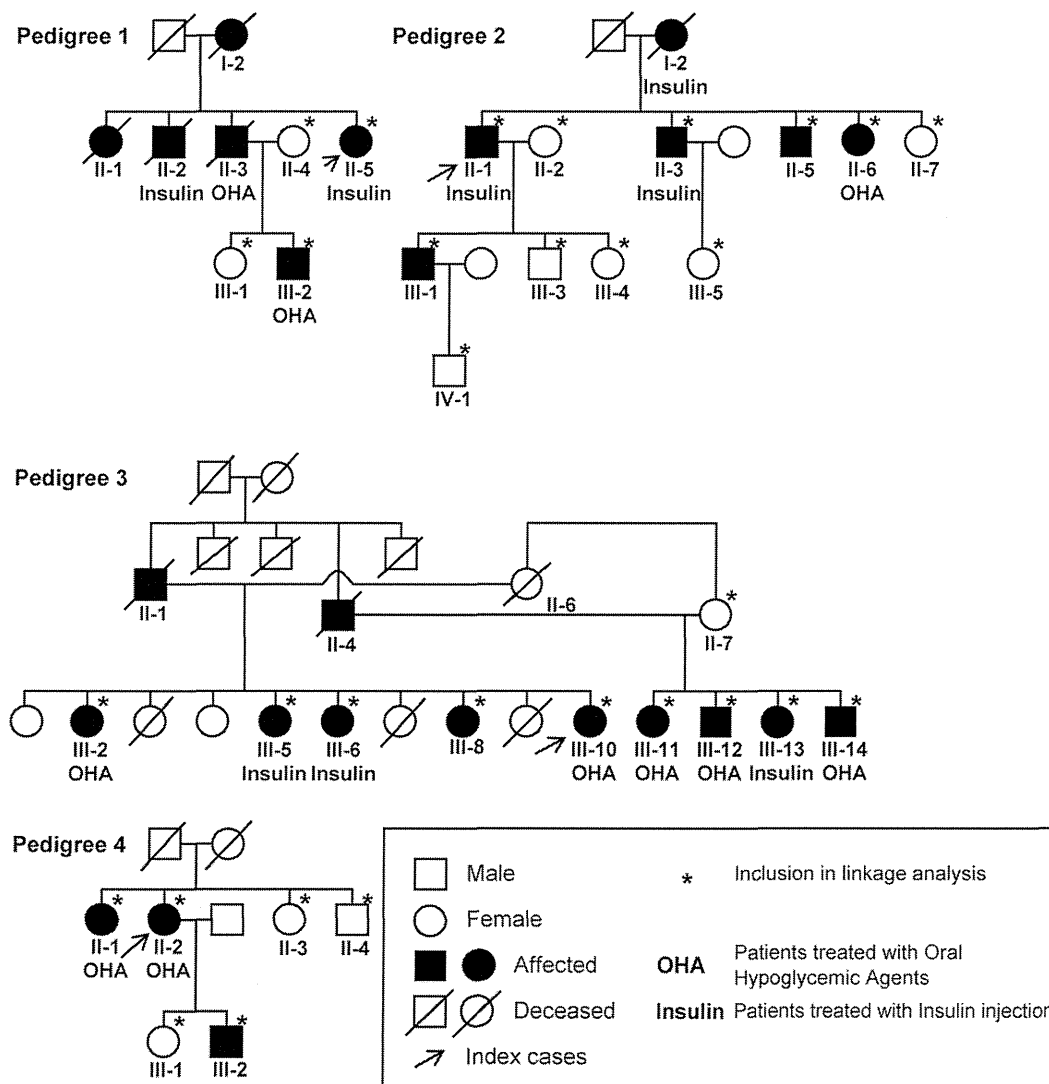 Pedigree 1
I-2
* *
II-1 II-2 II-3 II-4 II-5
Insulin OHA Insulin
* *
III-1 III-2
OHA
Pedigree 2
I-2
Insulin
* * * * * *
II-1 II-2 II-3 II-5 II-6 II-7
Insulin Insulin OHA
* * * *
III-1 III-3 III-4 III-5
*
IV-1
Pedigree 3
*
II-1 II-6
II-4 II-7
* * * * * * * * *
III-2 III-5 III-6 III-8 III-10 III-11 III-12 III-13 III-14
OHA Insulin Insulin OHA OHA OHA Insulin OHA
Pedigree 4
* * * *
II-1 II-2 II-3 II-4
OHA OHA
* *
III-1 III-2
Male
Female
Affected
Deceased
Index cases
* Inclusion in linkage analysis
OHA Patients treated with Oral
Hypoglycemic Agents
Insulin Patients treated with Insulin injection